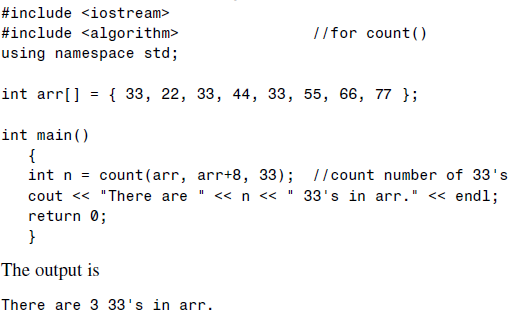 #include <iostream>
#include <algorithm>                //for count()
using namespace std;

int arr[] = { 33, 22, 33, 44, 33, 55, 66, 77 };

int main()
   {
   int n = count(arr, arr+8, 33);  //count number of 33's
   cout << "There are " << n << " 33's in arr." << endl;
   return 0;
   }
The output is
There are 3 33's in arr.